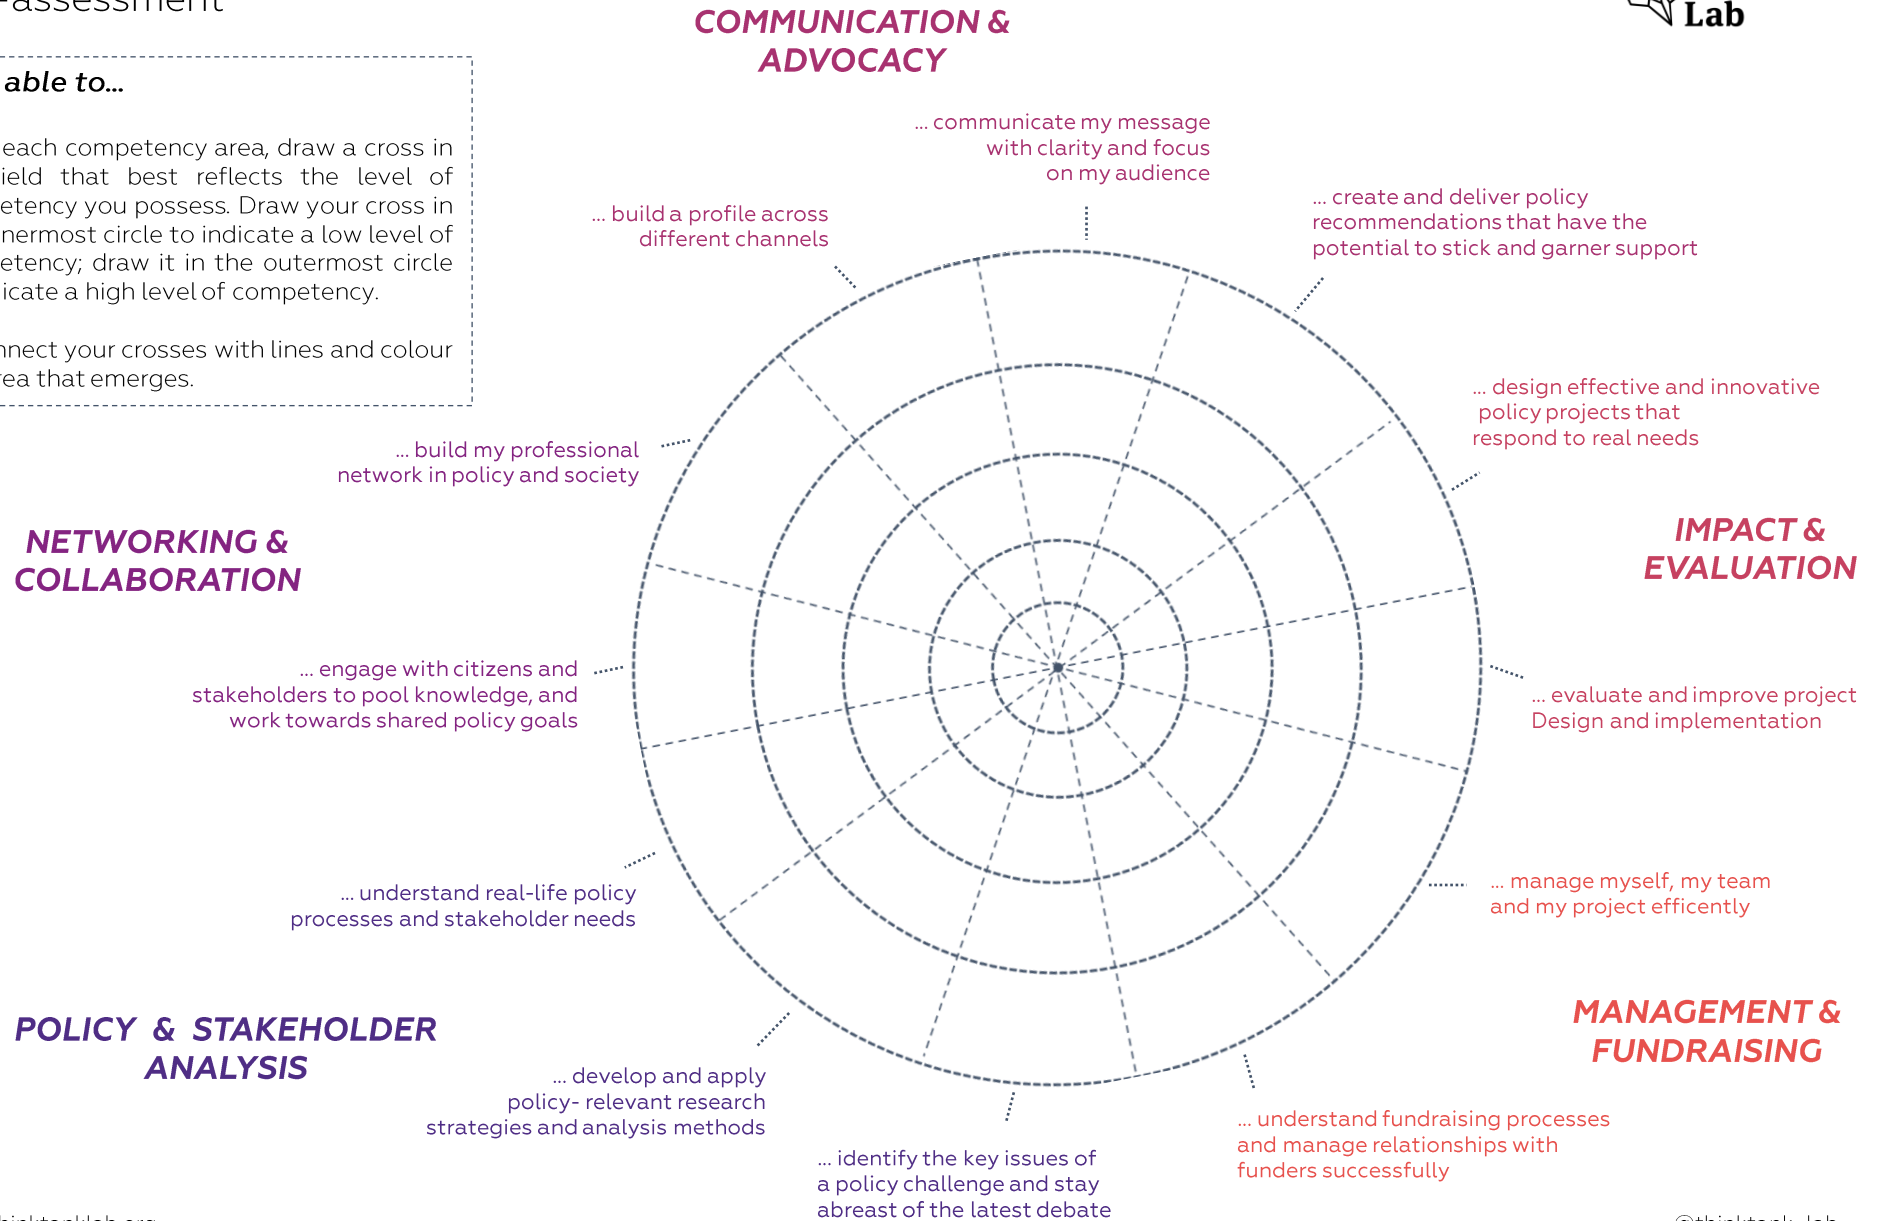 -assessment
Lab
COMMUNICATION &
ADVOCACY
able to...
each competency area, draw a cross in
ield that best reflects the level of
etency you possess. Draw your cross in
nermost circle to indicate a low level of
etency; draw it in the outermost circle
icate a high level of competency.
nnect your crosses with lines and colour
rea that emerges.
... communicate my message
with clarity and focus
on my audience
... build a profile across
different channels
... create and deliver policy
recommendations that have the
potential to stick and garner support
... design effective and innovative
policy projects that
respond to real needs
... build my professional
network in policy and society
NETWORKING &
COLLABORATION
IMPACT &
EVALUATION
... engage with citizens and
stakeholders to pool knowledge, and
work towards shared policy goals
... evaluate and improve project
Design and implementation
... understand real-life policy
processes and stakeholder needs
... manage myself, my team
and my project efficently
POLICY & STAKEHOLDER
ANALYSIS
MANAGEMENT &
FUNDRAISING
... develop and apply
policy- relevant research
strategies and analysis methods
... identify the key issues of
a policy challenge and stay
abreast of the latest debate
... understand fundraising processes
and manage relationships with
funders successfully
hinktanklab.org
@thinktank_lab